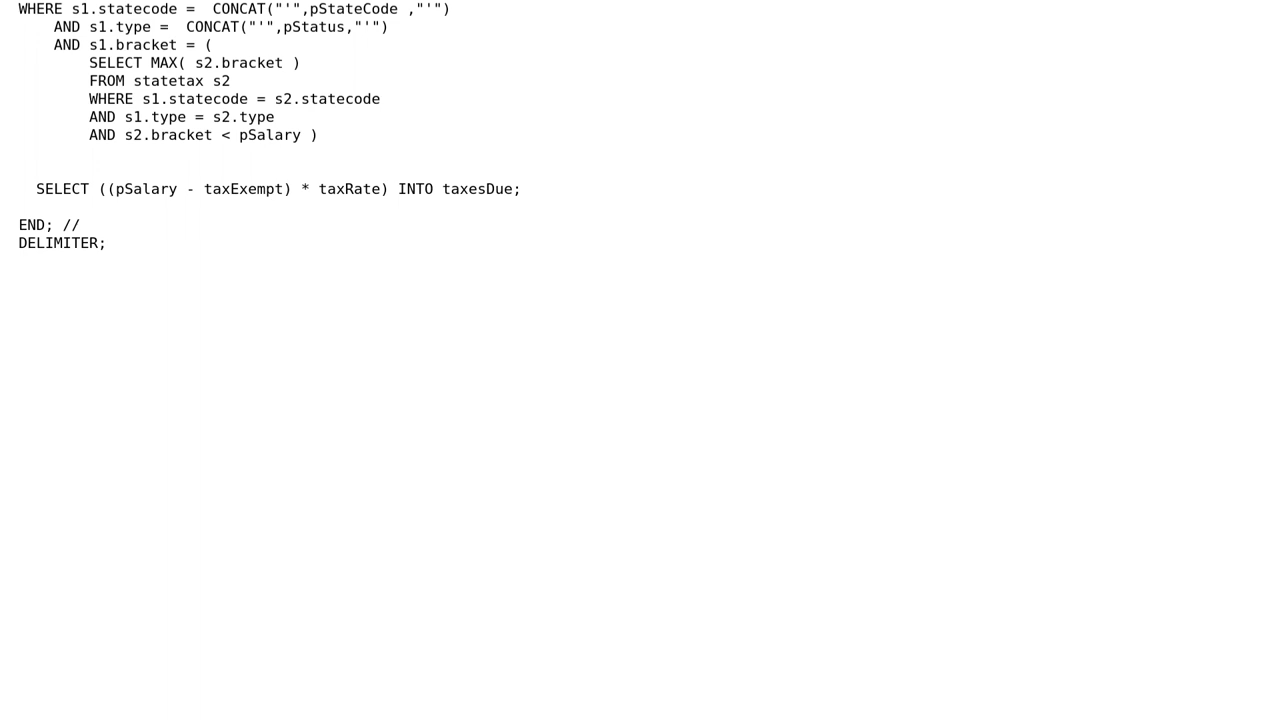 WHERE s1.statecode =  CONCAT("'",pStateCode ,"'")
    AND s1.type =  CONCAT("'",pStatus,"'")
    AND s1.bracket = (
        SELECT MAX( s2.bracket )
        FROM statetax s2
        WHERE s1.statecode = s2.statecode
        AND s1.type = s2.type
        AND s2.bracket < pSalary )
  SELECT ((pSalary - taxExempt) * taxRate) INTO taxesDue;
END; //
DELIMITER;